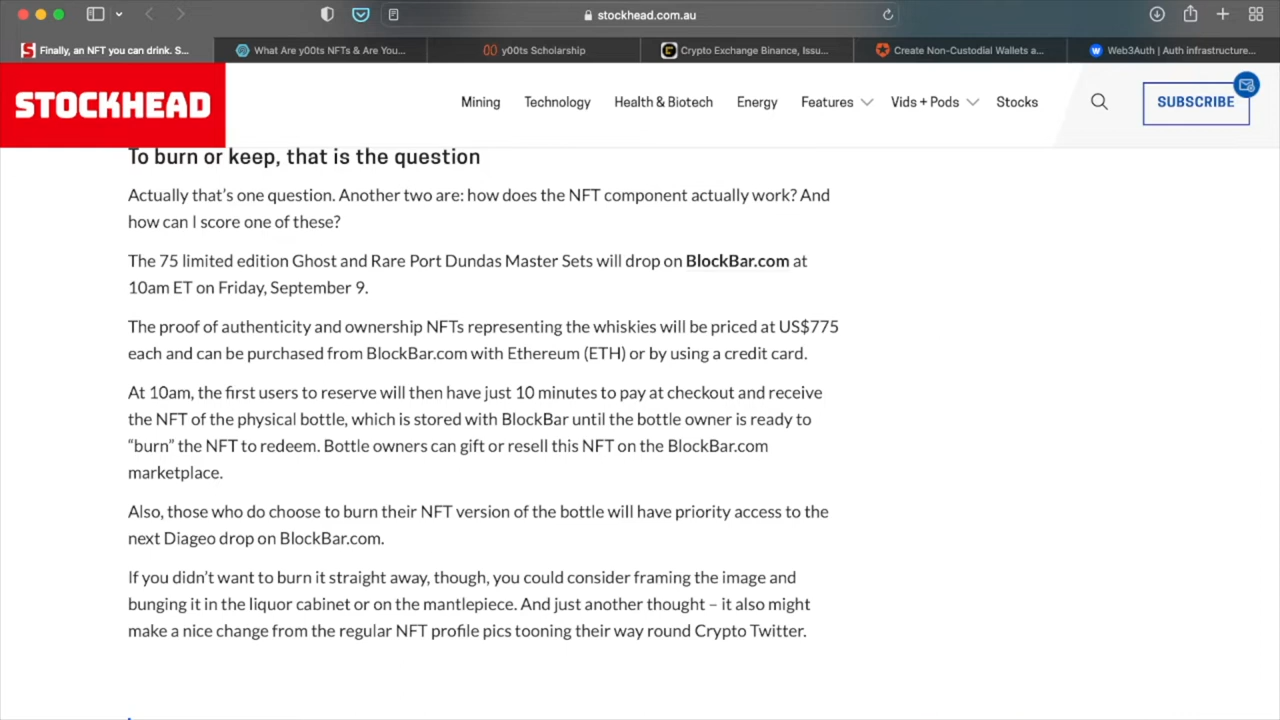 stockhead.com.au
Finally, an NFT you can drink. S...
What Are y00ts NFTs & Are You...
y00ts Scholarship
Crypto Exchange Binance, Issu...
Create Non-Custodial Wallets a...
Web3Auth | Auth infrastructure...
STOCKHEAD
Mining
Technology
Health & Biotech
Energy
Features
Vids + Pods
Stocks
SUBSCRIBE
To burn or keep, that is the question
Actually that’s one question. Another two are: how does the NFT component actually work? And
how can I score one of these?
The 75 limited edition Ghost and Rare Port Dundas Master Sets will drop on BlockBar.com at
10am ET on Friday, September 9.
The proof of authenticity and ownership NFTs representing the whiskies will be priced at US$775
each and can be purchased from BlockBar.com with Ethereum (ETH) or by using a credit card.
At 10am, the first users to reserve will then have just 10 minutes to pay at checkout and receive
the NFT of the physical bottle, which is stored with BlockBar until the bottle owner is ready to
“burn” the NFT to redeem. Bottle owners can gift or resell this NFT on the BlockBar.com
marketplace.
Also, those who do choose to burn their NFT version of the bottle will have priority access to the
next Diageo drop on BlockBar.com.
If you didn’t want to burn it straight away, though, you could consider framing the image and
bunging it in the liquor cabinet or on the mantlepiece. And just another thought – it also might
make a nice change from the regular NFT profile pics tooning their way round Crypto Twitter.